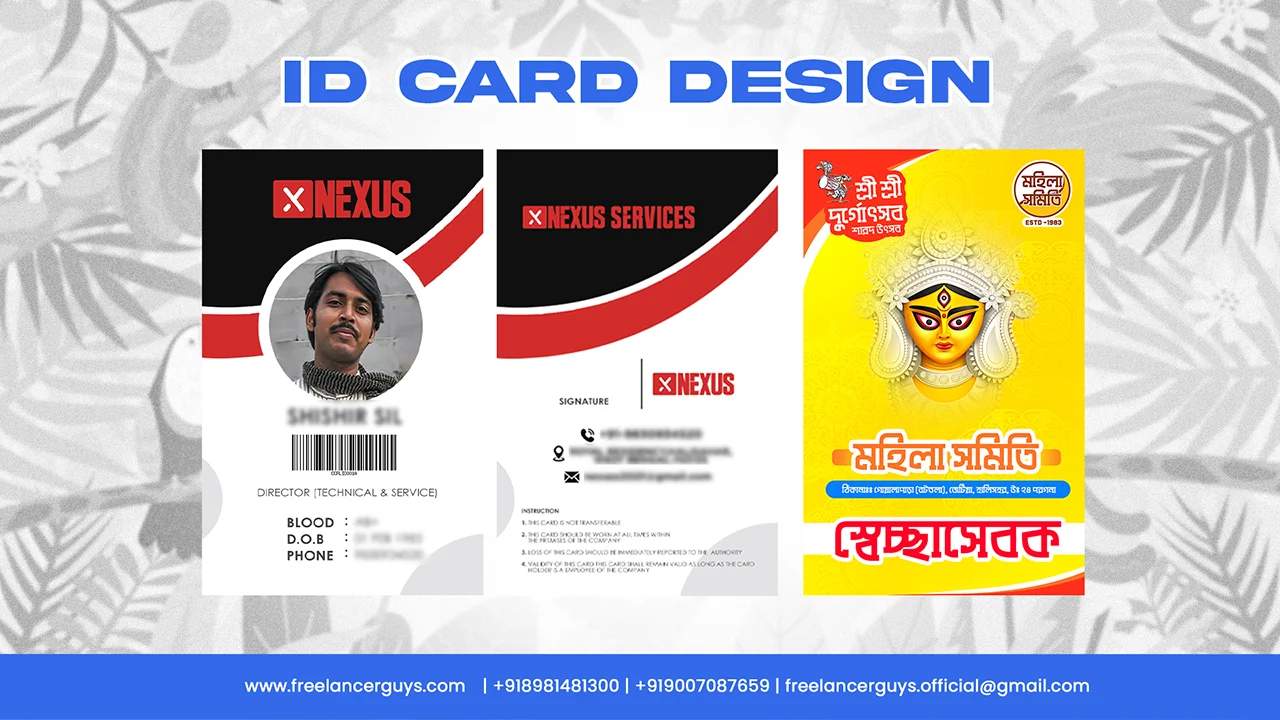 ID CARD DESIGN
NEXUS
DIRECTOR (TECHNICAL & SERVICE)
BLOOD :
D.O.B :
PHONE :
NEXUS SERVICES
SIGNATURE
NEXUS
INSTRUCTION
1. THIS CARD IS NOT TRANSFERABLE
2. THIS CARD SHOULD BE WORN AT ALL TIMES WITHIN
THE PREMISES OF THE COMPANY
3. LOSS OF THIS CARD SHOULD BE IMMEDIATELY REPORTED TO THE AUTHORITY
4. VALIDITY OF THIS CARD THIS CARD SHALL REMAIN VALID AS LONG AS THE CARD
HOLDER IS A EMPLOYEE OF THE COMPANY
শ্রী শ্রী
দুর্গোৎসব
শারদ উৎসব
মহিলা
সমিতি
ESTD -1983
মহিলা সমিতি
ঠিকানাঃ গোয়ালাপাড়া (বটতলা), জেটিয়া, হালিসহর, উঃ ২৪ পরগনা
স্বেচ্ছাসেবক
www.freelancerguys.com | +918981481300 | +919007087659 | freelancerguys.official@gmail.com